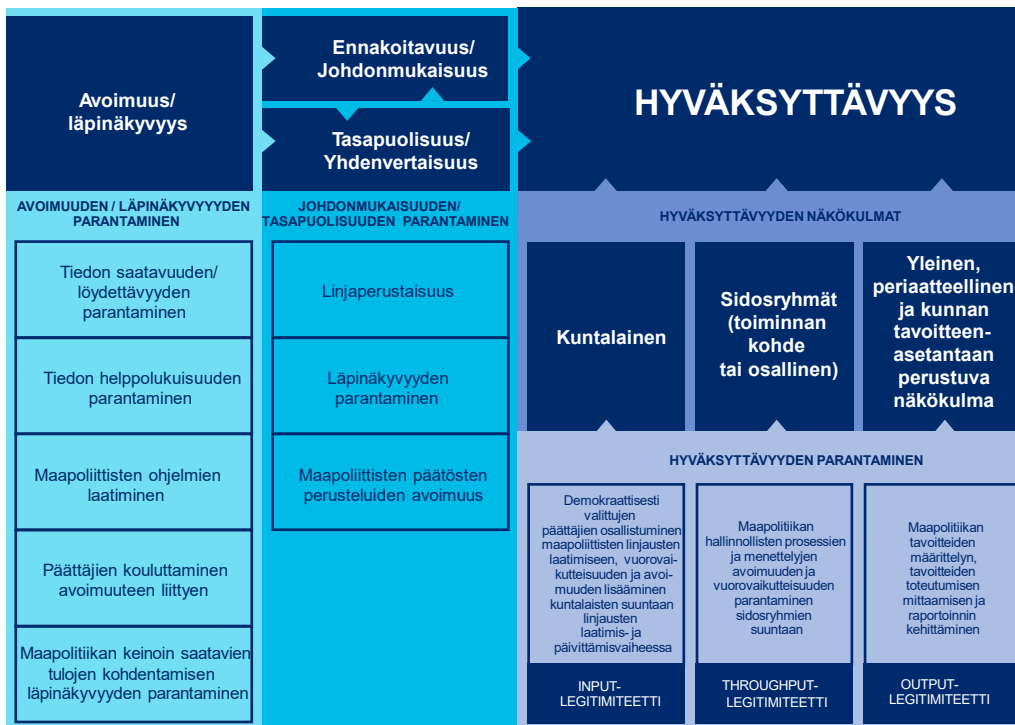 Avoimuus/
läpinäkyvyys
Ennakoitavuus/
Johdonmukaisuus
Tasapuolisuus/
Yhdenvertaisuus
HYVÄKSYTTÄVYYS
AVOIMUUDEN / LÄPINÄKYVYYYDEN
PARANTAMINEN
Tiedon saatavuuden/
löydettävyyden
parantaminen
Tiedon helppolukuisuuden
parantaminen
Maapoliittisten ohjelmien
laatiminen
Päättäjien kouluttaminen
avoimuuteen liittyen
Maapolitiikan keinoin saatavien
tulojen kohdentamisen
läpinäkyvyyden parantaminen
JOHDONMUKAISUUDEN/
TASAPUOLISUUDEN PARANTAMINEN
Linjaperustaisuus
Läpinäkyvyyden
parantaminen
Maapoliittisten päätösten
perusteluiden avoimuus
HYVÄKSYTTÄVYYDEN NÄKÖKULMAT
Kuntalainen
Sidosryhmät
(toiminnan
kohde
tai osallinen)
Yleinen,
periaatteellinen
ja kunnan
tavoitteen-
asetantaan
perustuva
näkökulma
HYVÄKSYTTÄVYYDEN PARANTAMINEN
Demokraattisesti
valittujen
päättäjien osallistuminen
maapoliittisten linjausten
laatimiseen, vuorovai-
kutteisuuden ja avoi-
muuden lisääminen
kuntalaisten suuntaan
linjausten
laatimis- ja
päivittämisvaiheessa
Maapolitiikan
hallinnollisten prosessien
ja menettelyjen
avoimuuden ja
vuorovaikutteisuuden
parantaminen
sidosryhmien
suuntaan
Maapolitiikan
tavoitteiden
määrittelyn,
tavoitteiden
toteutumisen
mittaamisen ja
raportoinnin
kehittäminen
INPUT-
LEGITIMITEETTI
THROUGHPUT-
LEGITIMITEETTI
OUTPUT-
LEGITIMITEETTI